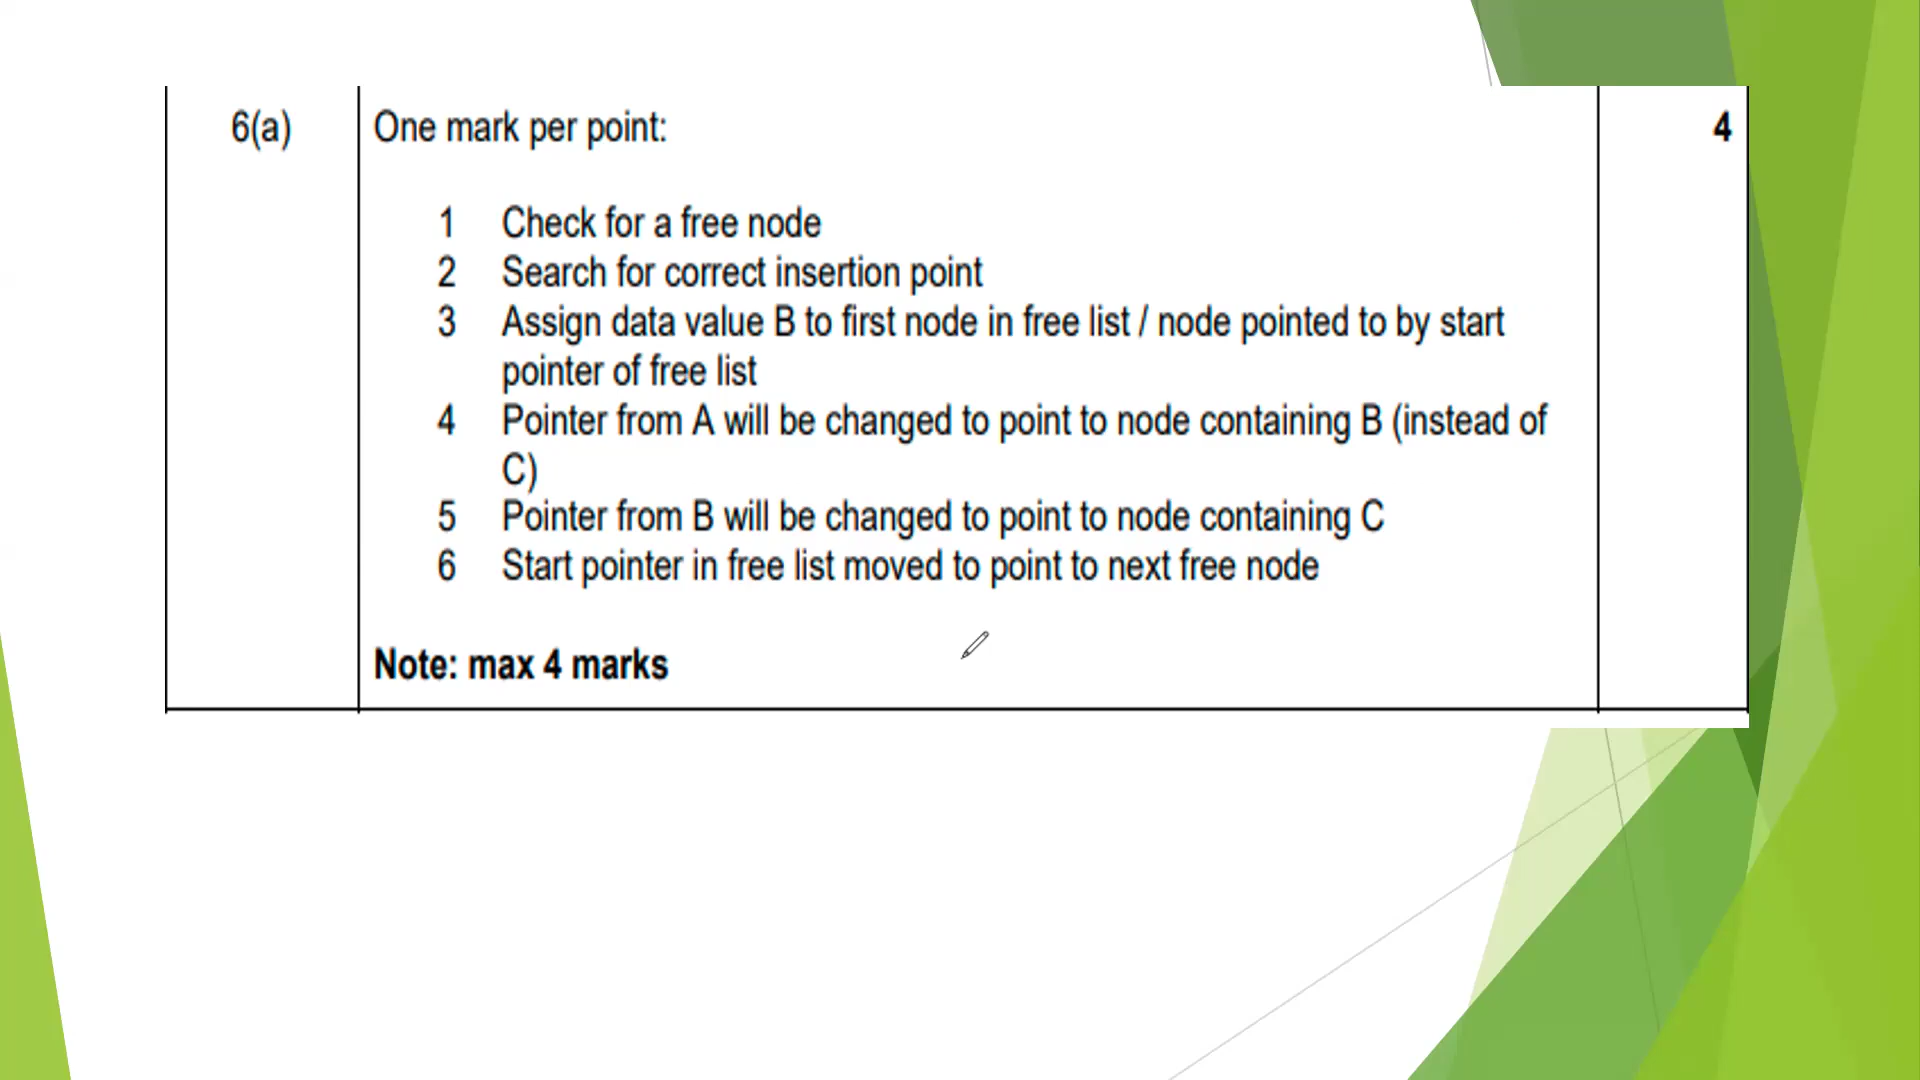 6(a) One mark per point: 4
1 Check for a free node
2 Search for correct insertion point
3 Assign data value B to first node in free list / node pointed to by start
pointer of free list
4 Pointer from A will be changed to point to node containing B (instead of
C)
5 Pointer from B will be changed to point to node containing C
6 Start pointer in free list moved to point to next free node
Note: max 4 marks